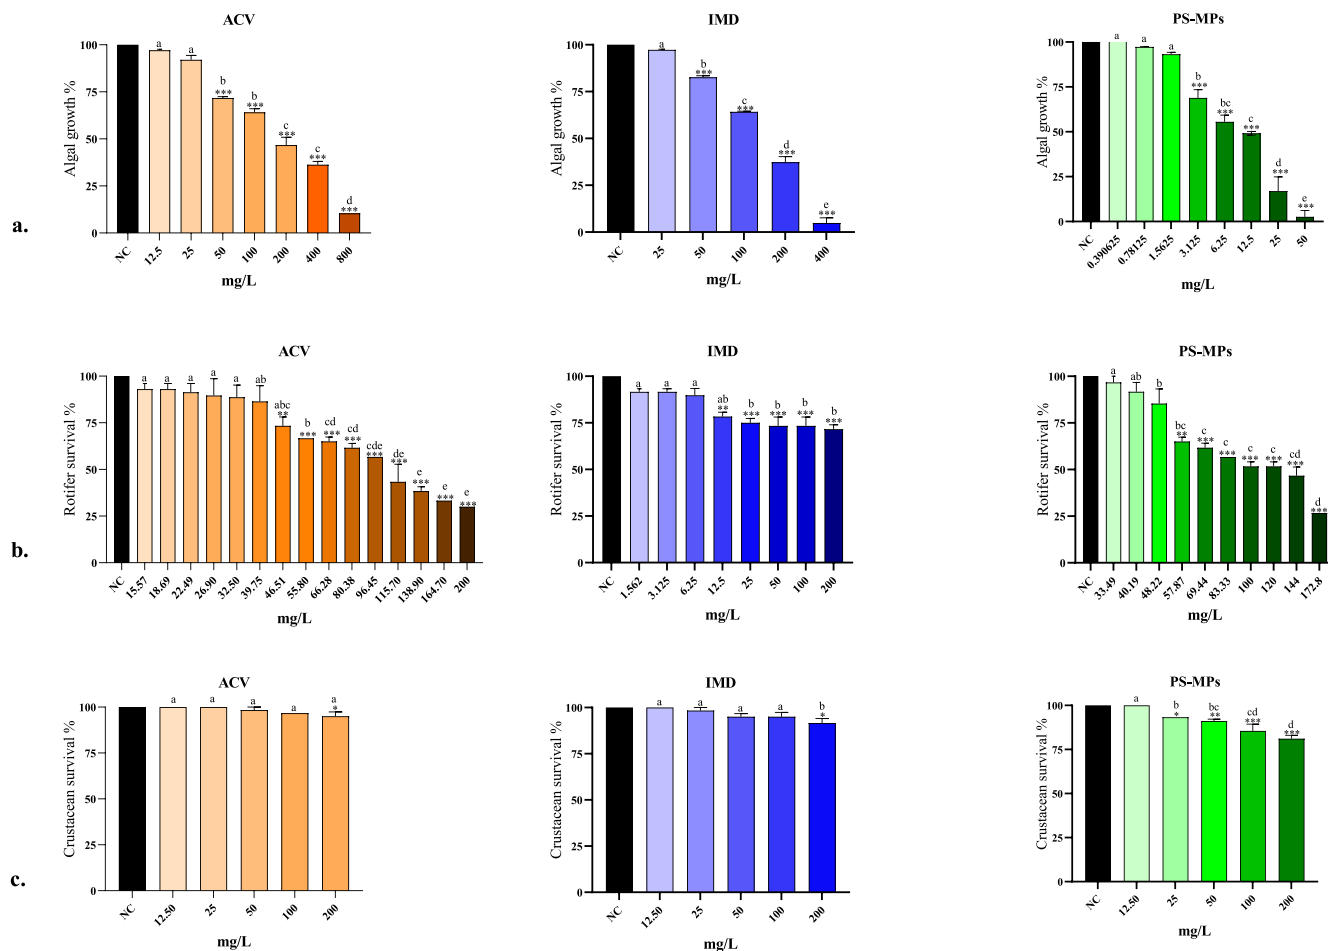 a.
ACV
Algal growth %
100
75
50
25
0
a
a
b
***
b
***
c
***
c
***
d
***
NC
12.5
25
50
100
200
400
800
mg/L
IMD
Algal growth %
100
75
50
25
0
a
b
***
c
***
d
***
e
***
NC
25
50
100
200
400
mg/L
PS-MPs
Algal growth %
100
75
50
25
0
a
a
a
b
***
bc
***
c
***
d
***
e
***
NC
0.390625
0.78125
1.5625
3.125
6.25
12.5
25
50
mg/L
b.
ACV
Rotifer survival %
100
75
50
25
0
a
a
a
a
a
ab
abc
**
b
***
cd
***
cd
***
cde
***
de
***
e
***
e
***
e
***
NC
15.57
18.69
22.49
26.90
32.50
39.75
46.51
55.80
66.28
80.38
96.45
115.70
138.90
164.70
200
mg/L
IMD
Rotifer survival %
100
75
50
25
0
a
a
a
ab
**
b
***
b
***
b
***
b
***
NC
1.562
3.125
6.25
12.5
25
50
100
200
mg/L
PS-MPs
Rotifer survival %
100
75
50
25
0
a
ab
b
bc
**
c
***
c
***
c
***
c
***
cd
***
d
***
NC
33.49
40.19
48.22
57.87
69.44
83.33
100
120
144
172.8
mg/L
c.
ACV
Crustacean survival %
100
75
50
25
0
a
a
a
a
a
*
NC
12.50
25
50
100
200
mg/L
IMD
Crustacean survival %
100
75
50
25
0
a
a
a
a
b
*
NC
12.50
25
50
100
200
mg/L
PS-MPs
Crustacean survival %
100
75
50
25
0
a
b
*
bc
**
cd
***
d
***
NC
12.50
25
50
100
200
mg/L